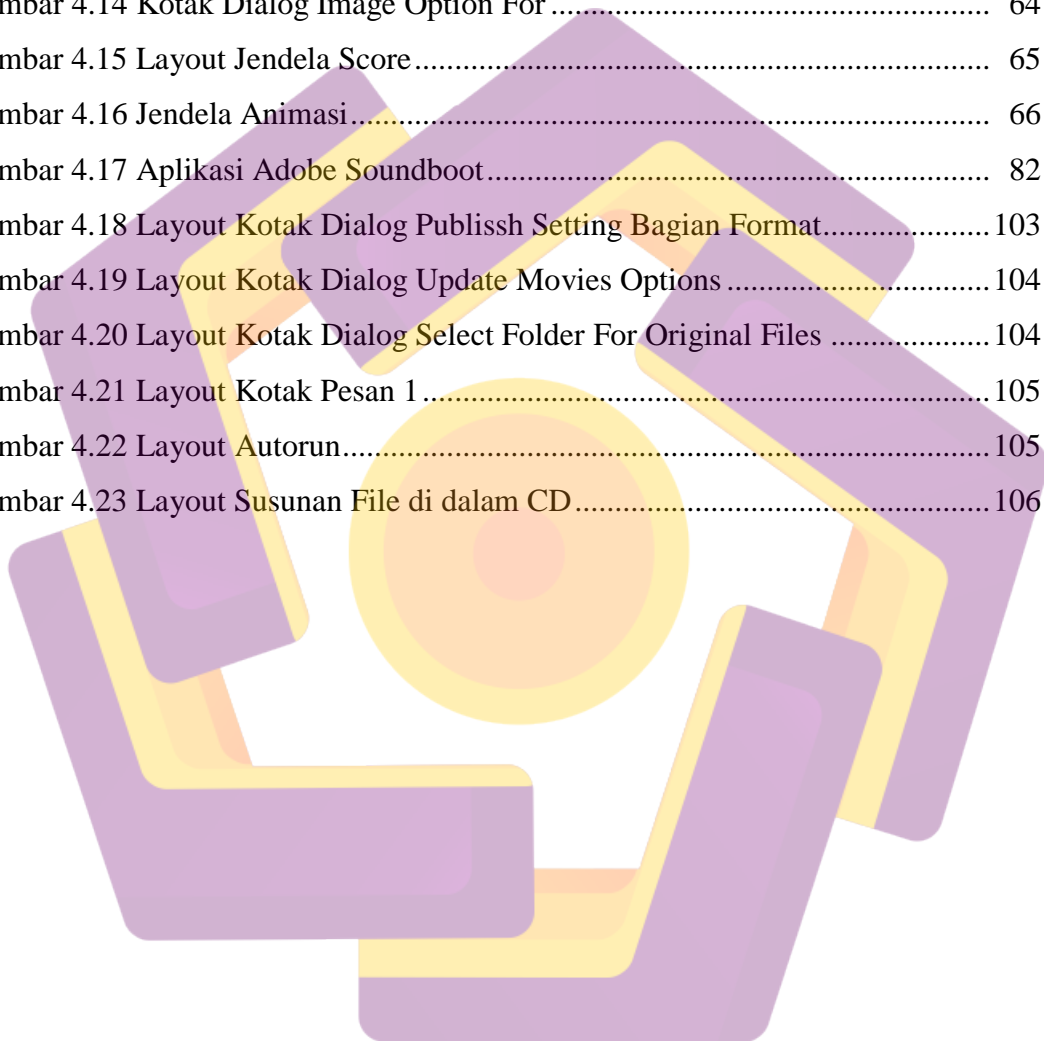 mbar 4.14 Kotak Dialog Image Option For ........................................................ 64
mbar 4.15 Layout Jendela Score ........................................................................ 65
mbar 4.16 Jendela Animasi ................................................................................ 66
mbar 4.17 Aplikasi Adobe Soundboot ............................................................... 82
mbar 4.18 Layout Kotak Dialog Publissh Setting Bagian Format ..................... 103
mbar 4.19 Layout Kotak Dialog Update Movies Options ................................. 104
mbar 4.20 Layout Kotak Dialog Select Folder For Original Files .................... 104
mbar 4.21 Layout Kotak Pesan 1 ....................................................................... 105
mbar 4.22 Layout Autorun ................................................................................. 105
mbar 4.23 Layout Susunan File di dalam CD .................................................... 106